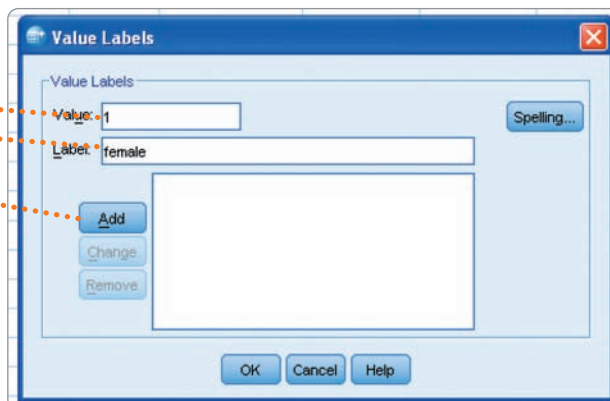 Value Labels
Value Labels
Value: 1
Spelling...
Label: female
Add
Change
Remove
OK Cancel Help